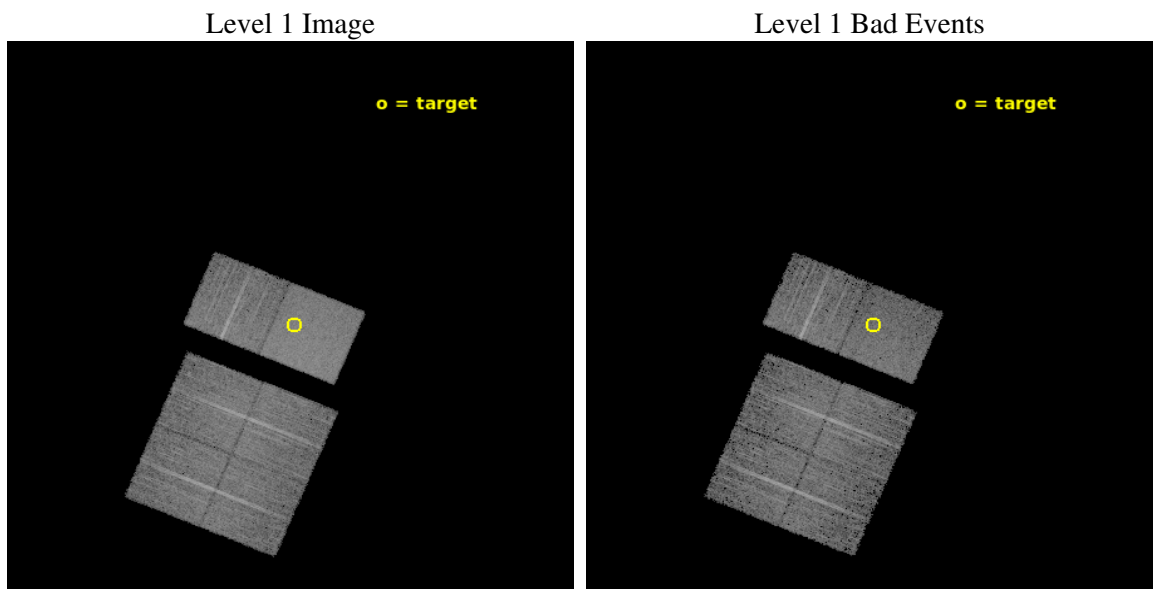 Level 1 Image
Level 1 Bad Events
o = target
o = target